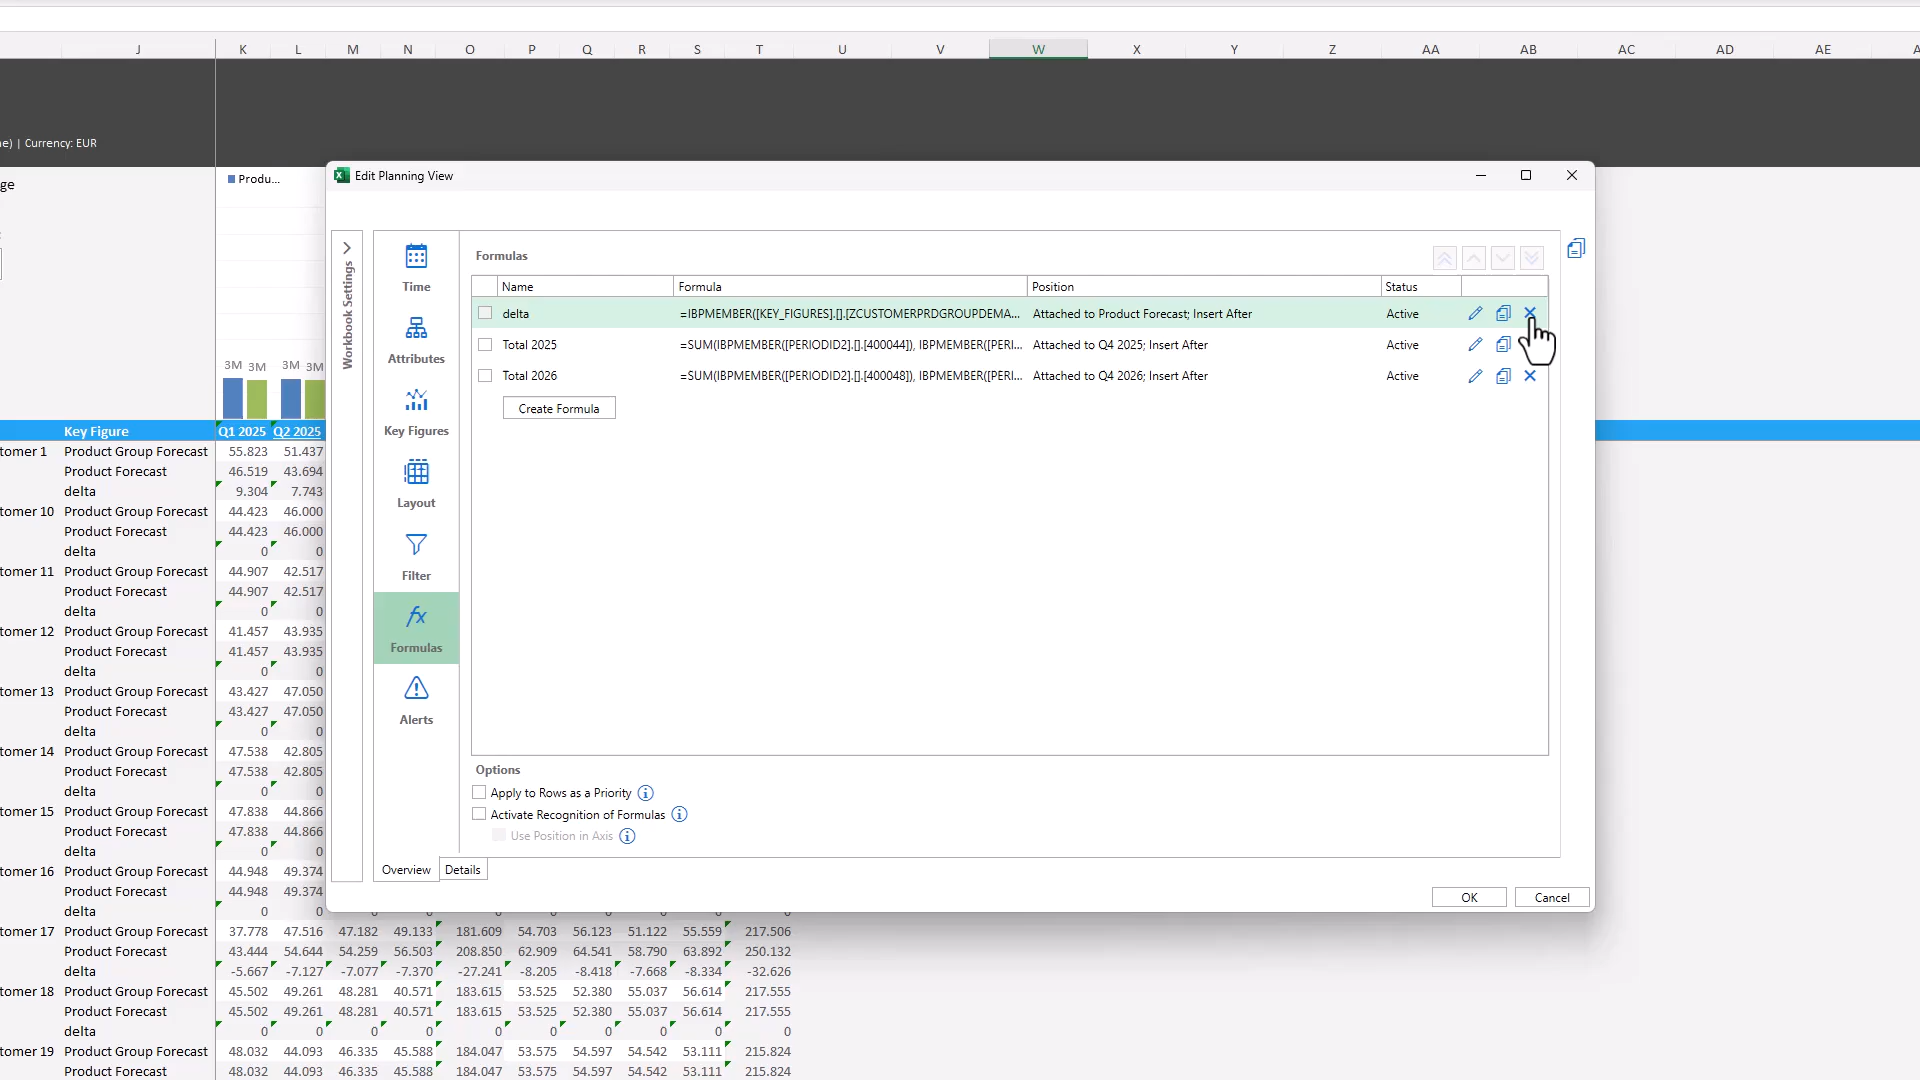 J K L M N O P Q R S T U V W X Y Z AA AB AC AD AE
e) | Currency: EUR
ge
Produ...
3M 3M 3M 3M
Edit Planning View
Workbook Settings
Time
Attributes
Key Figures
Layout
Filter
fx
Formulas
Alerts
Formulas
Name Formula Position Status
delta =IBPMEMBER([KEY_FIGURES].[].[ZCUSTOMERPRDGROUPDEMA... Attached to Product Forecast; Insert After Active
Total 2025 =SUM(IBPMEMBER([PERIODID2].[].[400044]), IBPMEMBER([PERI... Attached to Q4 2025; Insert After Active
Total 2026 =SUM(IBPMEMBER([PERIODID2].[].[400048]), IBPMEMBER([PERI... Attached to Q4 2026; Insert After Active
Create Formula
Options
Apply to Rows as a Priority
Activate Recognition of Formulas
Use Position in Axis
Overview Details
OK Cancel
Key Figure Q1 2025 Q2 2025
tomer 1 Product Group Forecast 55.823 51.437
Product Forecast 46.519 43.694
delta 9.304 7.743
tomer 10 Product Group Forecast 44.423 46.000
Product Forecast 44.423 46.000
delta 0 0
tomer 11 Product Group Forecast 44.907 42.517
Product Forecast 44.907 42.517
delta 0 0
tomer 12 Product Group Forecast 41.457 43.935
Product Forecast 41.457 43.935
delta 0 0
tomer 13 Product Group Forecast 43.427 47.050
Product Forecast 43.427 47.050
delta 0 0
tomer 14 Product Group Forecast 47.538 42.805
Product Forecast 47.538 42.805
delta 0 0
tomer 15 Product Group Forecast 47.838 44.866
Product Forecast 47.838 44.866
delta 0 0
tomer 16 Product Group Forecast 44.948 49.374
Product Forecast 44.948 49.374
delta 0 0 0 0 0 0 0 0 0 0
tomer 17 Product Group Forecast 37.778 47.516 47.182 49.133 181.609 54.703 56.123 51.122 55.559 217.506
Product Forecast 43.444 54.644 54.259 56.503 208.850 62.909 64.541 58.790 63.892 250.132
delta -5.667 -7.127 -7.077 -7.370 -27.241 -8.205 -8.418 -7.668 -8.334 -32.626
tomer 18 Product Group Forecast 45.502 49.261 48.281 40.571 183.615 53.525 52.380 55.037 56.614 217.555
Product Forecast 45.502 49.261 48.281 40.571 183.615 53.525 52.380 55.037 56.614 217.555
delta 0 0 0 0 0 0 0 0 0 0
tomer 19 Product Group Forecast 48.032 44.093 46.335 45.588 184.047 53.575 54.597 54.542 53.111 215.824
Product Forecast 48.032 44.093 46.335 45.588 184.047 53.575 54.597 54.542 53.111 215.824